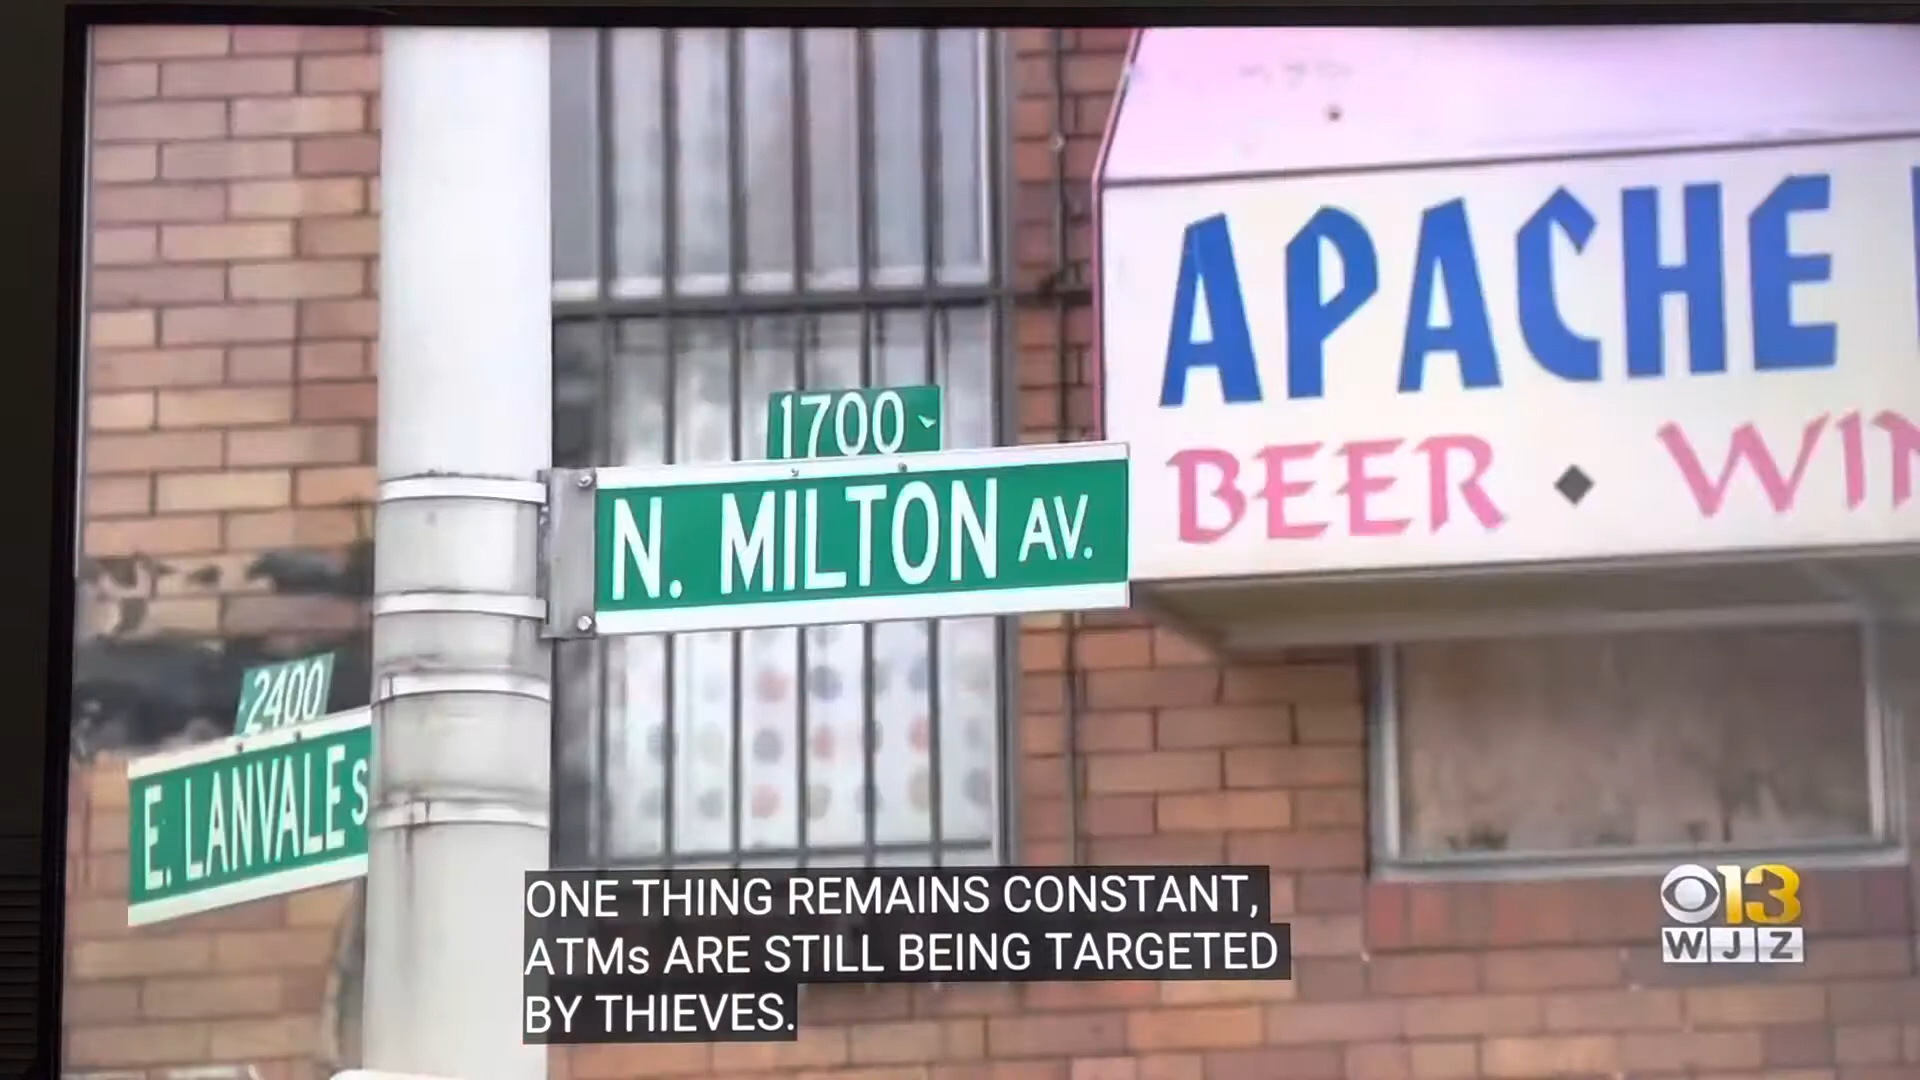 APACHE
BEER • WIN
1700
N. MILTON AV.
2400
E. LANVALE S
ONE THING REMAINS CONSTANT,
ATMs ARE STILL BEING TARGETED
BY THIEVES.
13
WJZ